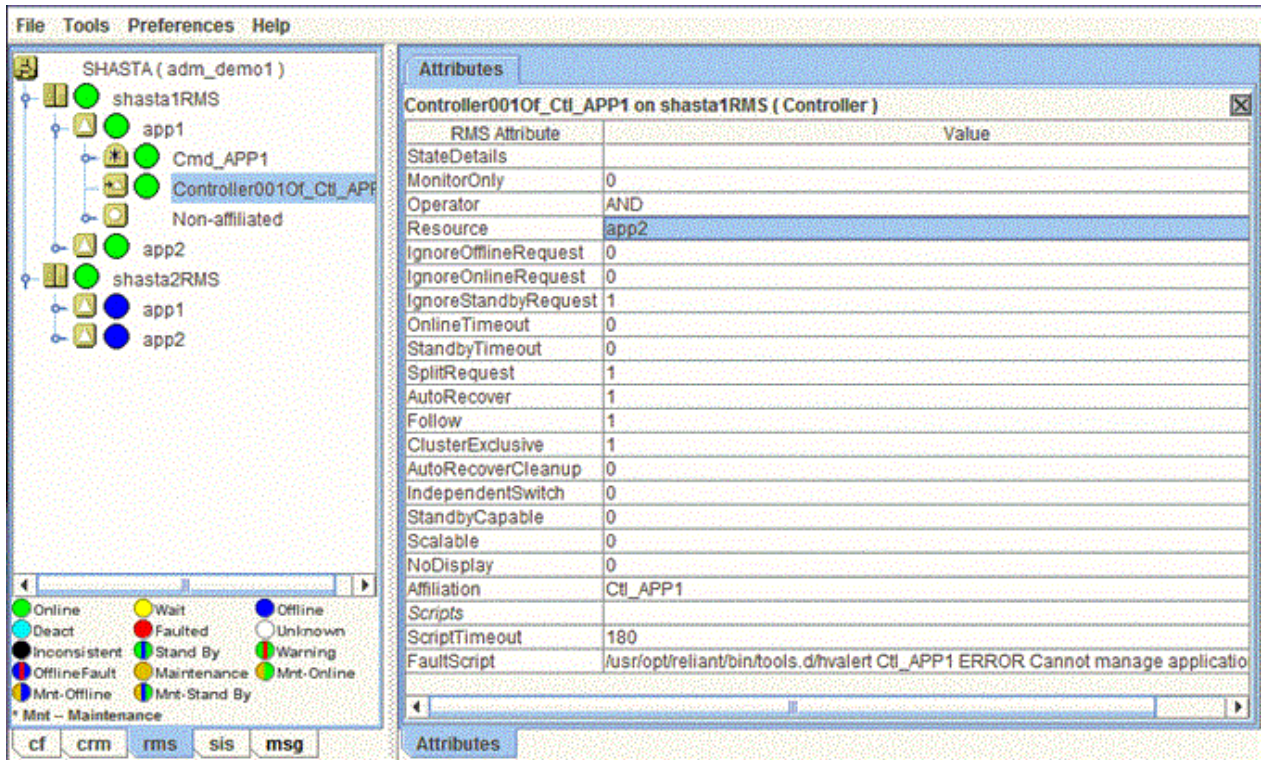 File Tools Preferences Help
SHASTA ( adm_demo1 )
shasta1RMS
app1
Cmd_APP1
Controller001Of_Ctl_APP
Non-affiliated
app2
shasta2RMS
app1
app2
Online Wait Offline
Deact Faulted Unknown
Inconsistent Stand By Warning
OfflineFault Maintenance Mnt-Online
Mnt-Offline Mnt-Stand By
* Mnt -- Maintenance
cf crm rms sis msg
Attributes
Controller001Of_Ctl_APP1 on shasta1RMS ( Controller )
RMS Attribute Value
StateDetails
MonitorOnly 0
Operator AND
Resource app2
IgnoreOfflineRequest 0
IgnoreOnlineRequest 0
IgnoreStandbyRequest 1
OnlineTimeout 0
StandbyTimeout 0
SplitRequest 1
AutoRecover 1
Follow 1
ClusterExclusive 1
AutoRecoverCleanup 0
IndependentSwitch 0
StandbyCapable 0
Scalable 0
NoDisplay 0
Affiliation Ctl_APP1
Scripts
ScriptTimeout 180
FaultScript /usr/opt/reliant/bin/tools.d/hvalert Ctl_APP1 ERROR Cannot manage applicatio
Attributes